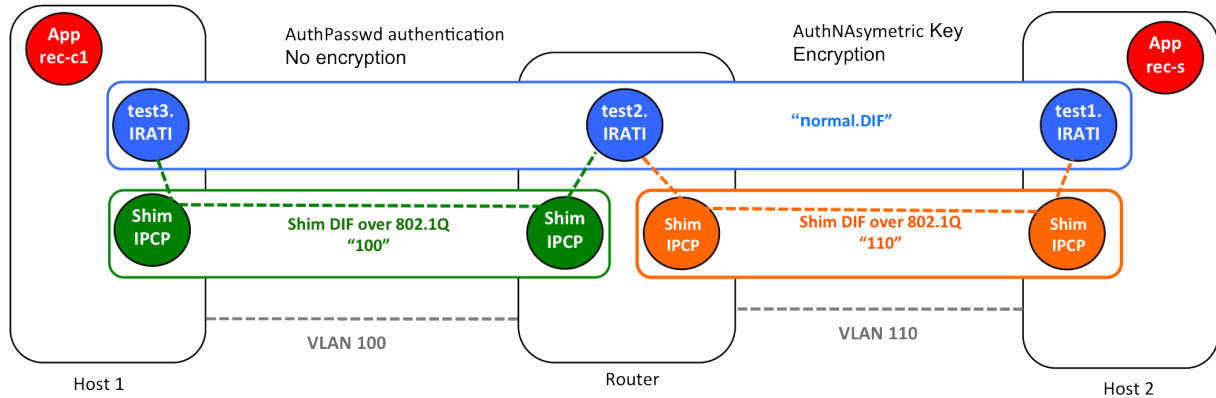 App
rec-c1
AuthPasswd authentication
No encryption
AuthNAsymetric Key
Encryption
App
rec-s
test3.
IRATI
test2.
IRATI
“normal.DIF”
test1.
IRATI
Shim
IPCP
Shim DIF over 802.1Q
“100”
Shim
IPCP
Shim
IPCP
Shim DIF over 802.1Q
“110”
Shim
IPCP
VLAN 100
VLAN 110
Host 1
Router
Host 2